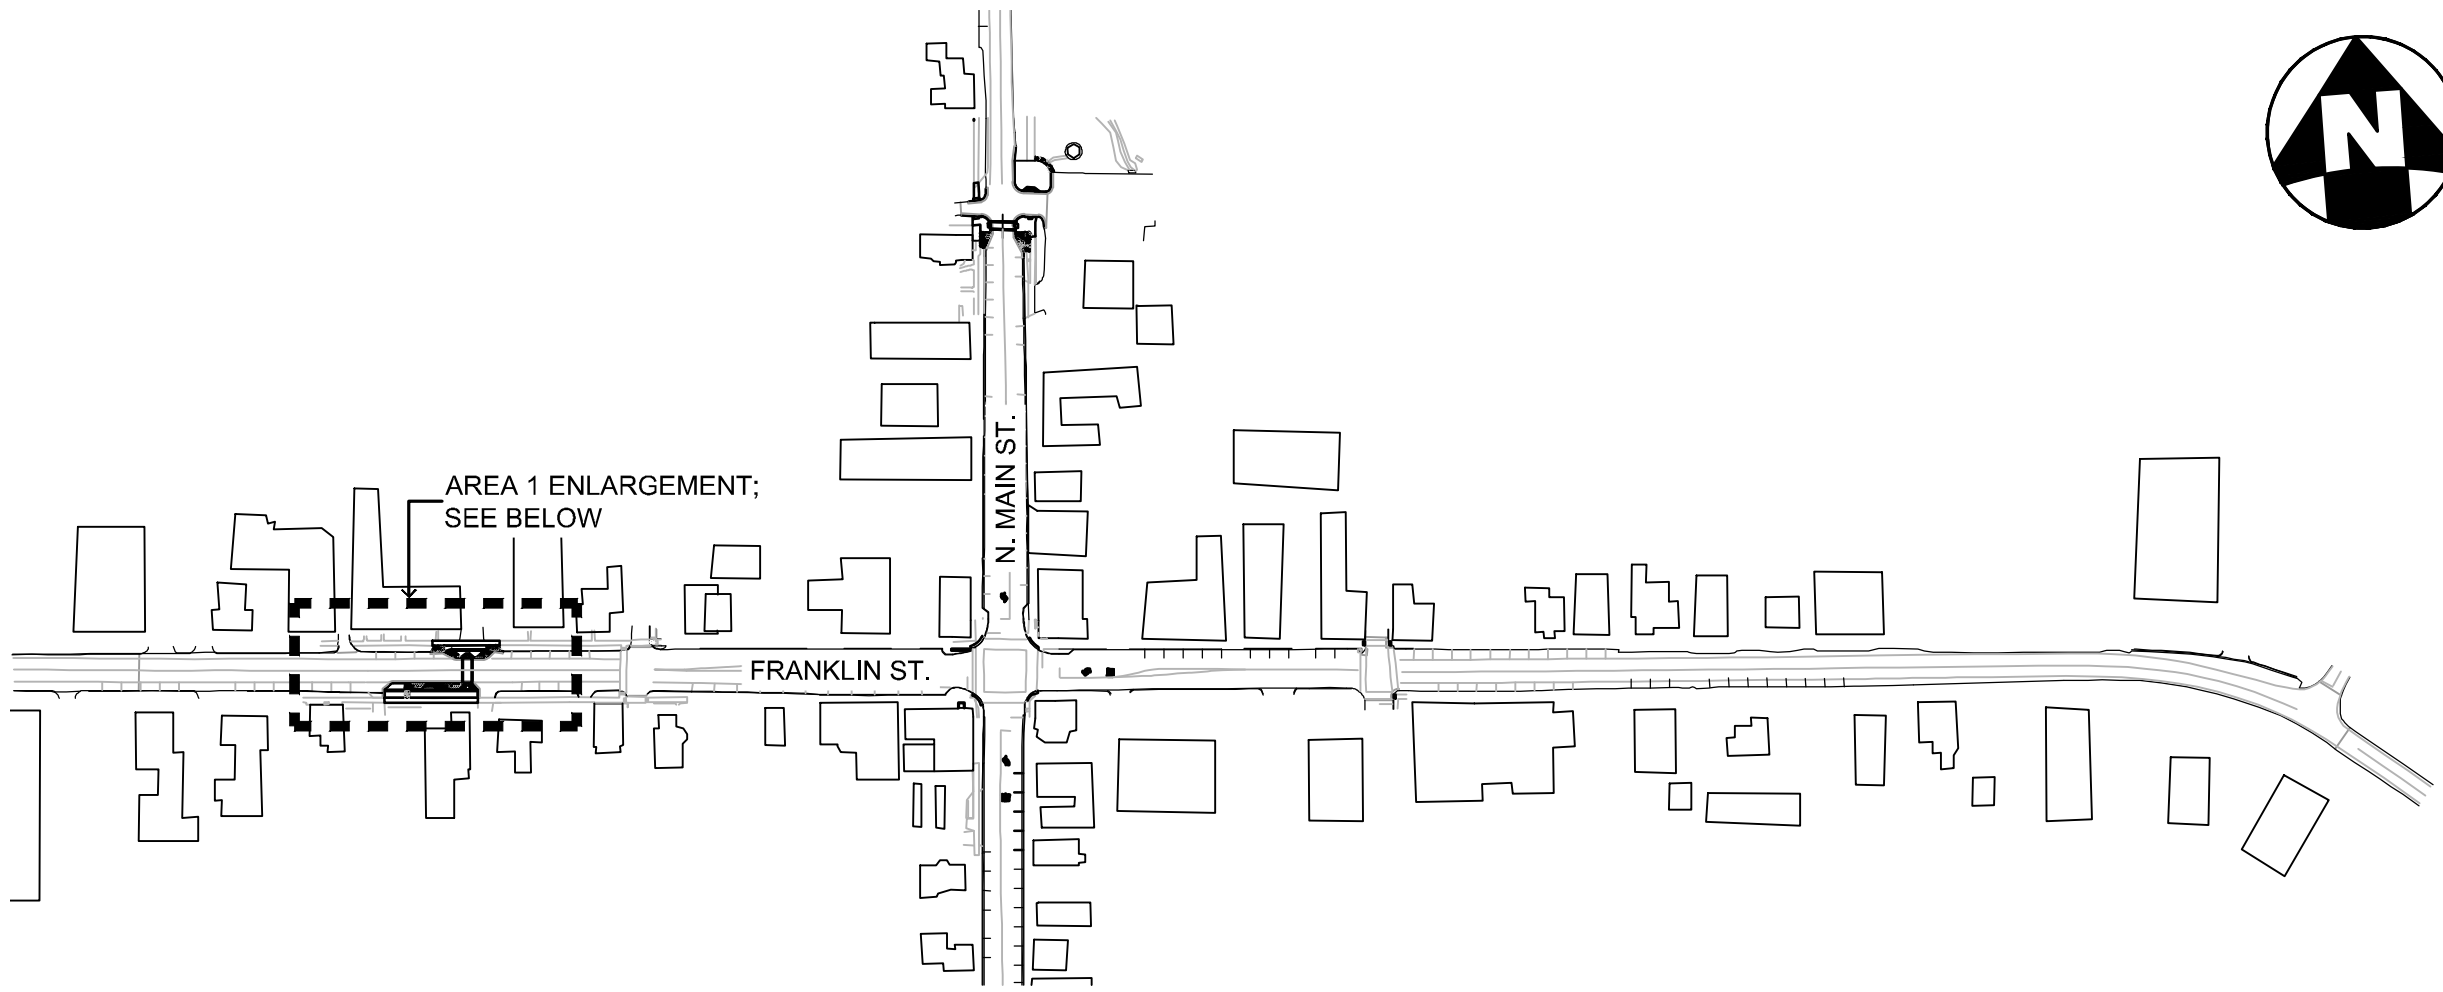 N
AREA 1 ENLARGEMENT;
SEE BELOW
N. MAIN ST.
FRANKLIN ST.